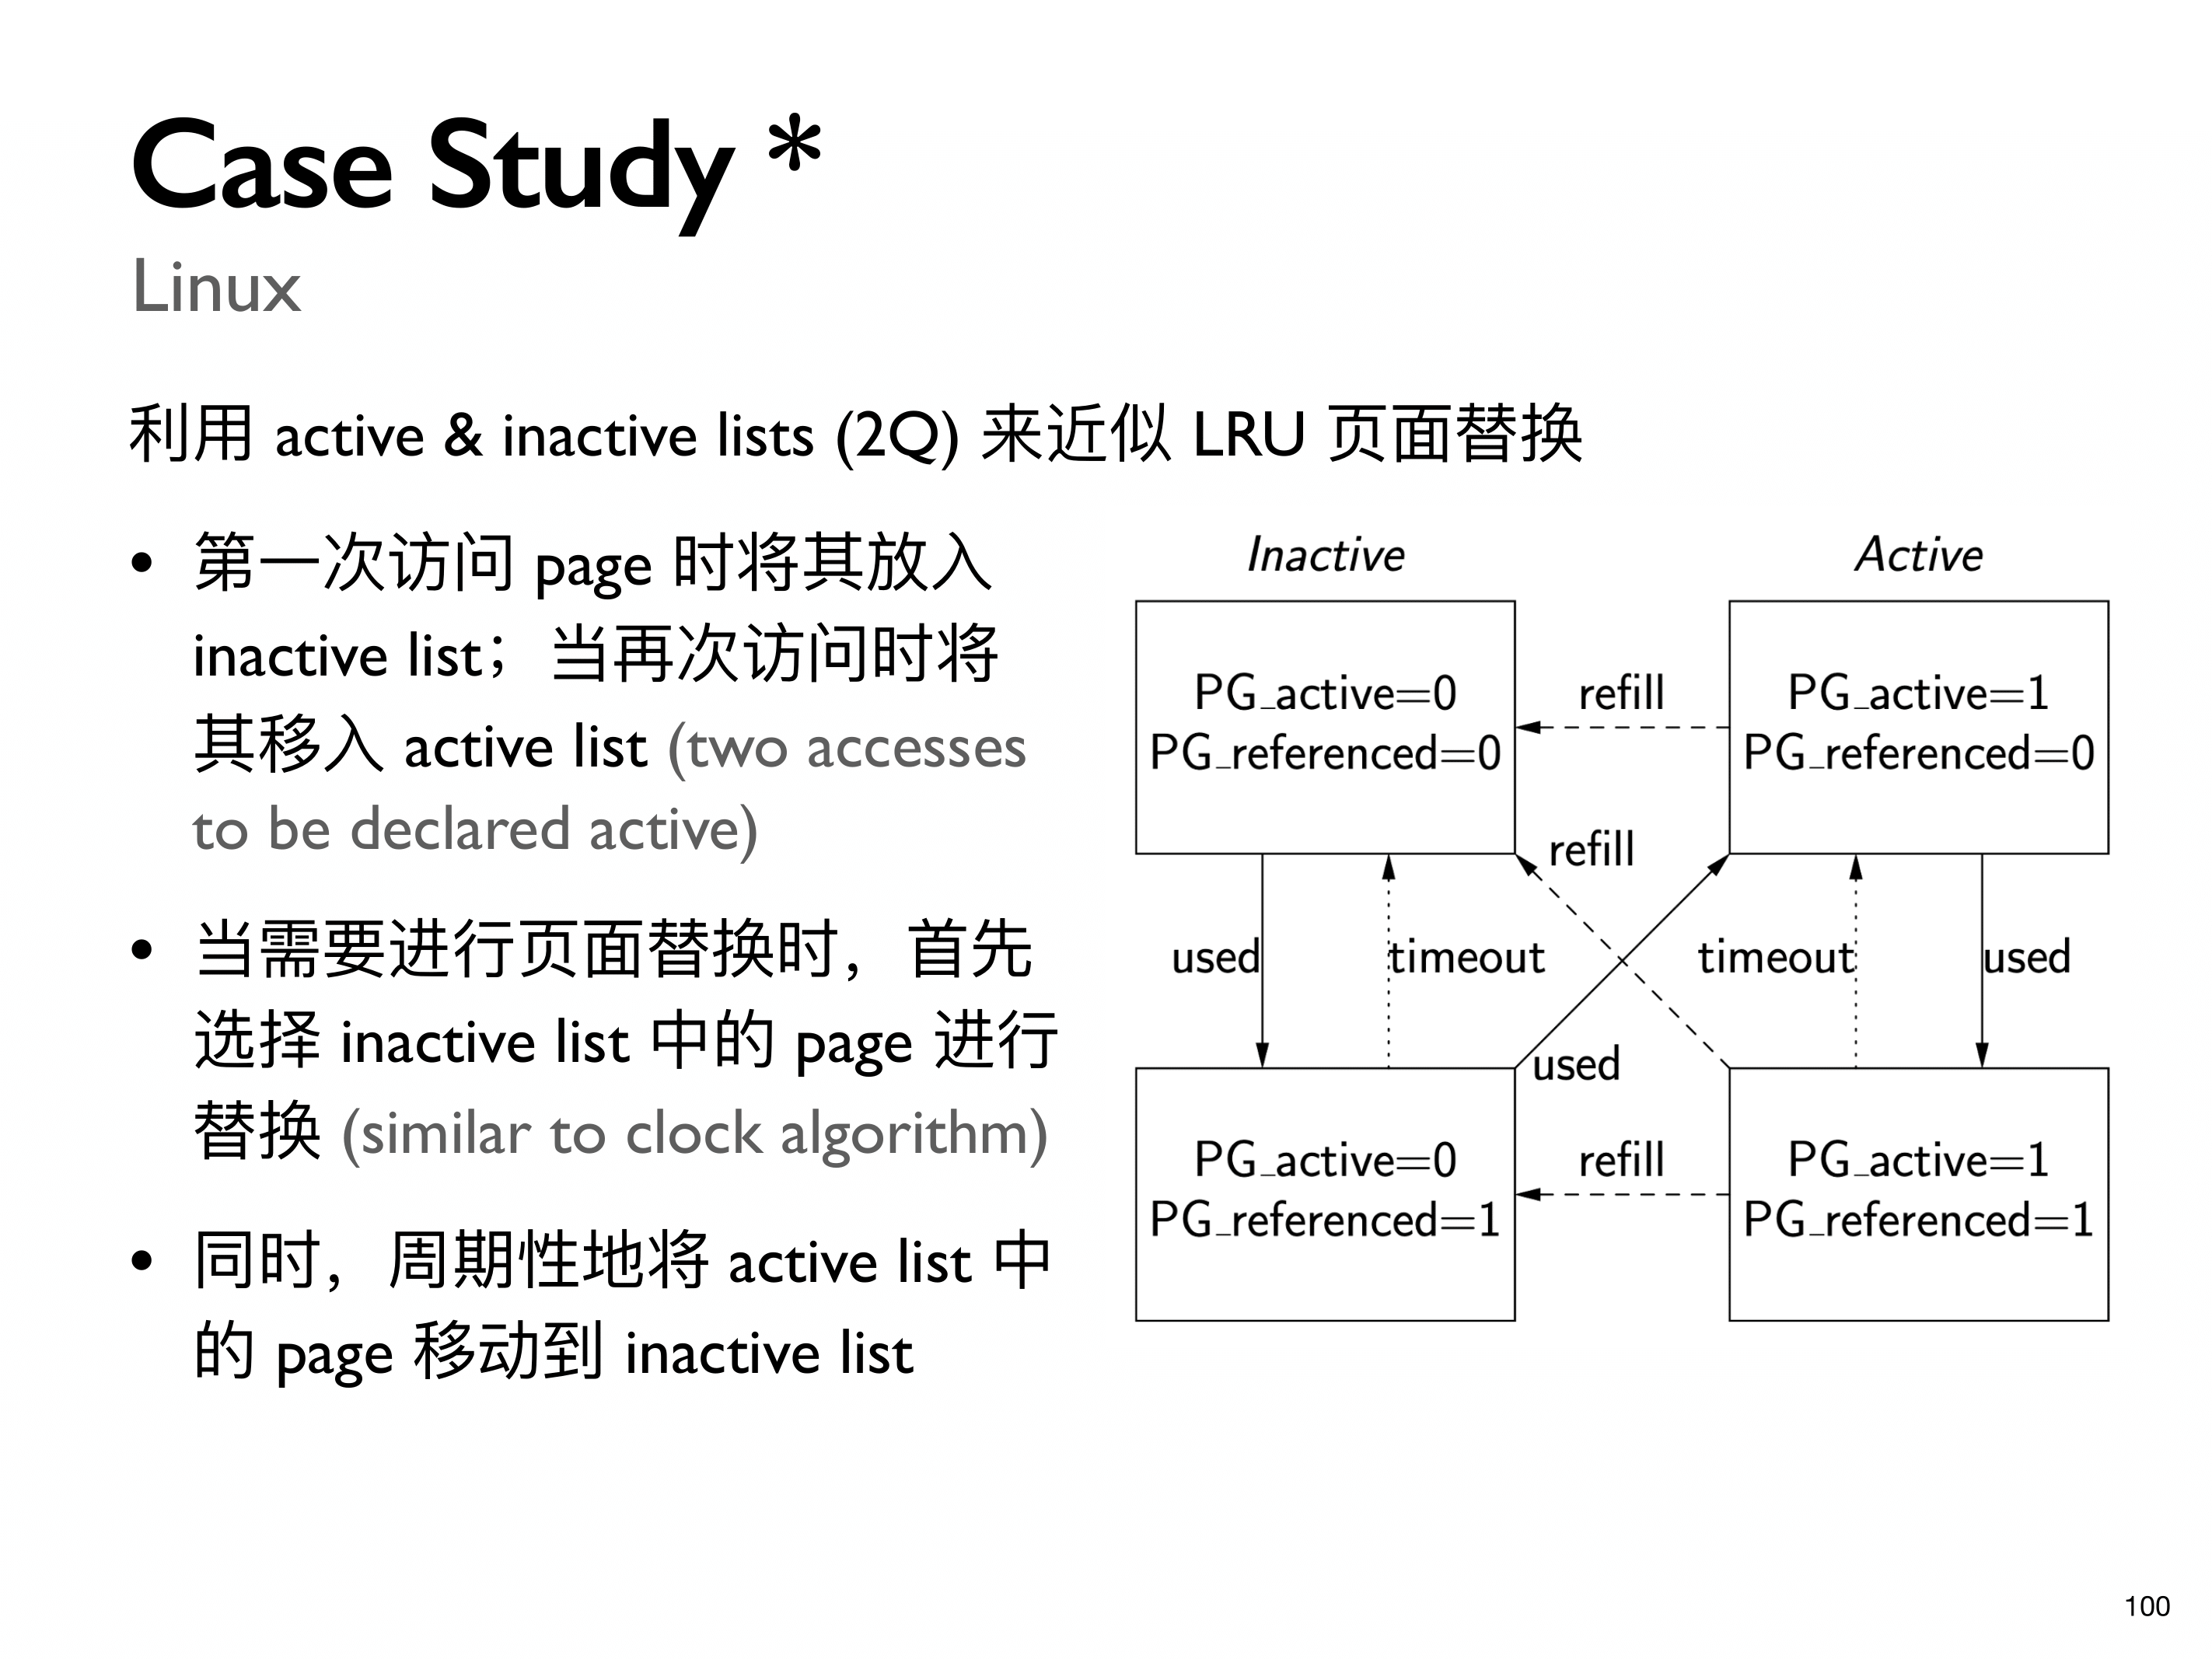 Case Study *
Linux
利用 active & inactive lists (2Q) 来近似 LRU 页面替换
• 第一次访问 page 时将其放入
inactive list；当再次访问时将
其移入 active list (two accesses
to be declared active)
• 当需要进行页面替换时，首先
选择 inactive list 中的 page 进行
替换 (similar to clock algorithm)
• 同时，周期性地将 active list 中
的 page 移动到 inactive list
Inactive
Active
PG_active=0
PG_referenced=0
refill
PG_active=1
PG_referenced=0
refill
used
timeout
timeout
used
used
PG_active=0
PG_referenced=1
refill
PG_active=1
PG_referenced=1
100